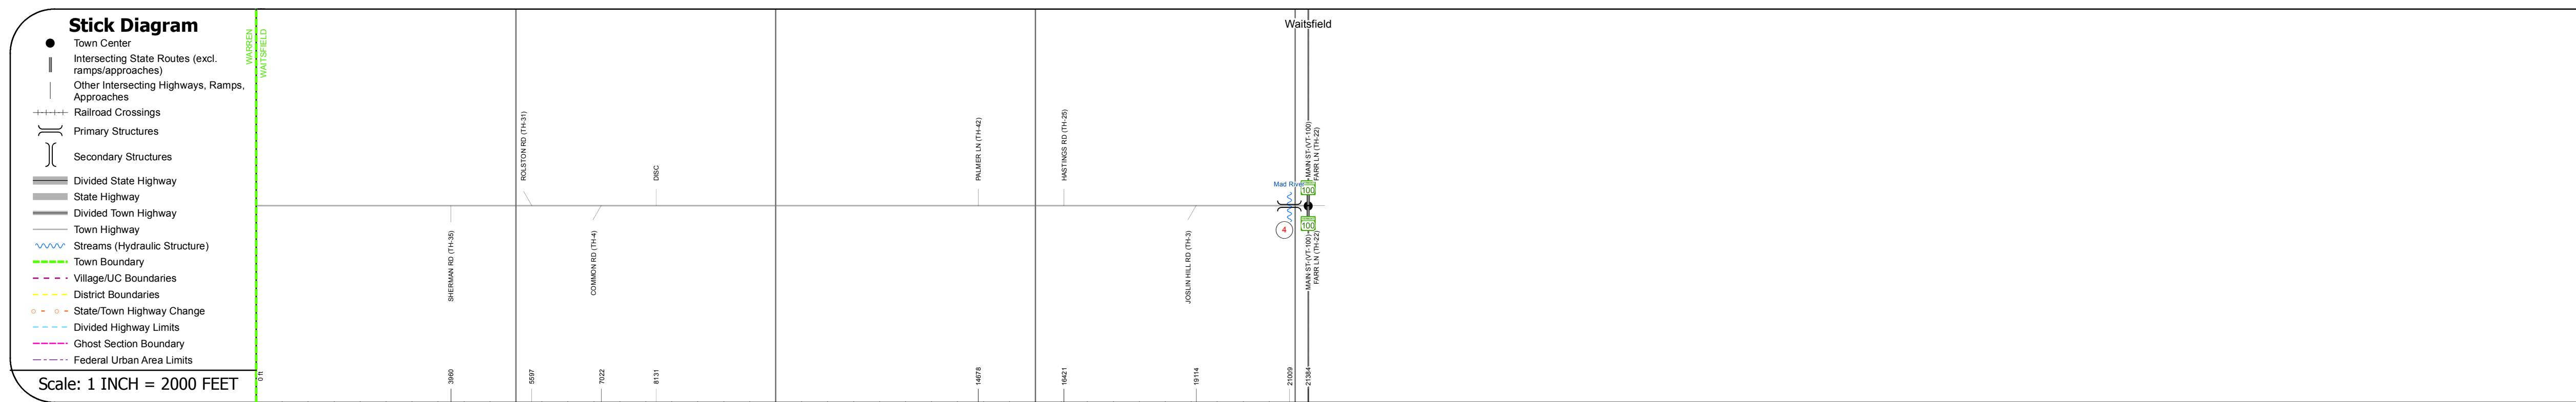 Stick Diagram
Town Center
Intersecting State Routes (excl.
ramps/approaches)
Other Intersecting Highways, Ramps,
Approaches
Railroad Crossings
Primary Structures
Secondary Structures
Divided State Highway
State Highway
Divided Town Highway
Town Highway
Streams (Hydraulic Structure)
Town Boundary
Village/UC Boundaries
District Boundaries
State/Town Highway Change
Divided Highway Limits
Ghost Section Boundary
Federal Urban Area Limits
Scale: 1 INCH = 2000 FEET
WARREN
WAITSFIELD
Waitsfield
ROLSTON RD (TH-31)
DISC
PALMER LN (TH-42)
HASTINGS RD (TH-25)
MAIN ST-(VT-100)
FARR LN (TH-22)
Mad River
100
100
4
SHERMAN RD (TH-35)
COMMON RD (TH-4)
JOSLIN HILL RD (TH-3)
MAIN ST-(VT-100)
FARR LN (TH-22)
0 ft
3960
5597
7022
8131
14678
16421
19114
21009
21384